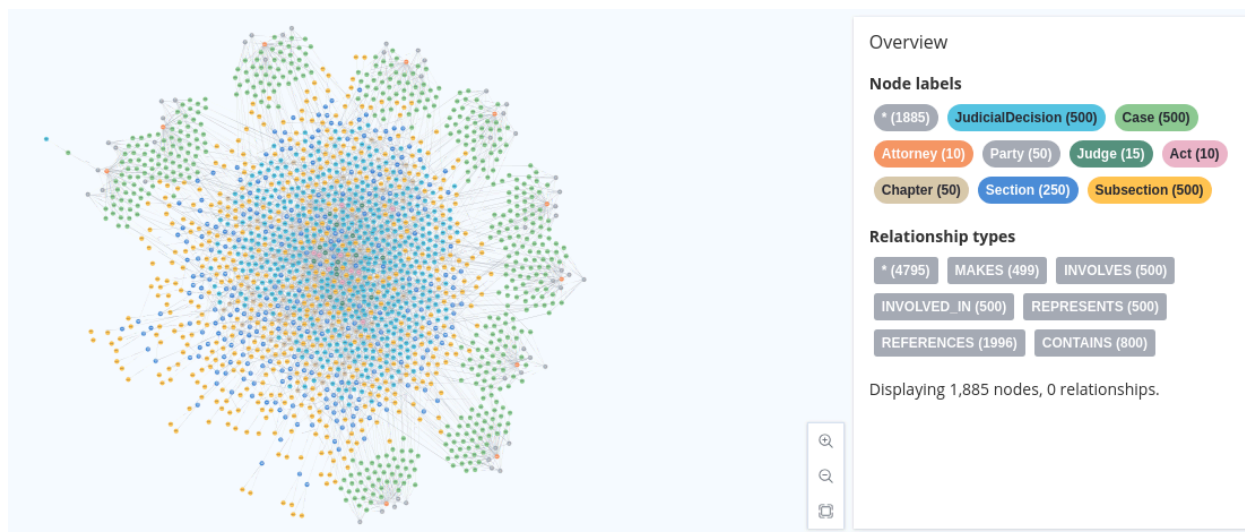 Overview
Node labels
* (1885) JudicialDecision (500) Case (500)
Attorney (10) Party (50) Judge (15) Act (10)
Chapter (50) Section (250) Subsection (500)
Relationship types
* (4795) MAKES (499) INVOLVES (500)
INVOLVED_IN (500) REPRESENTS (500)
REFERENCES (1996) CONTAINS (800)
Displaying 1,885 nodes, 0 relationships.